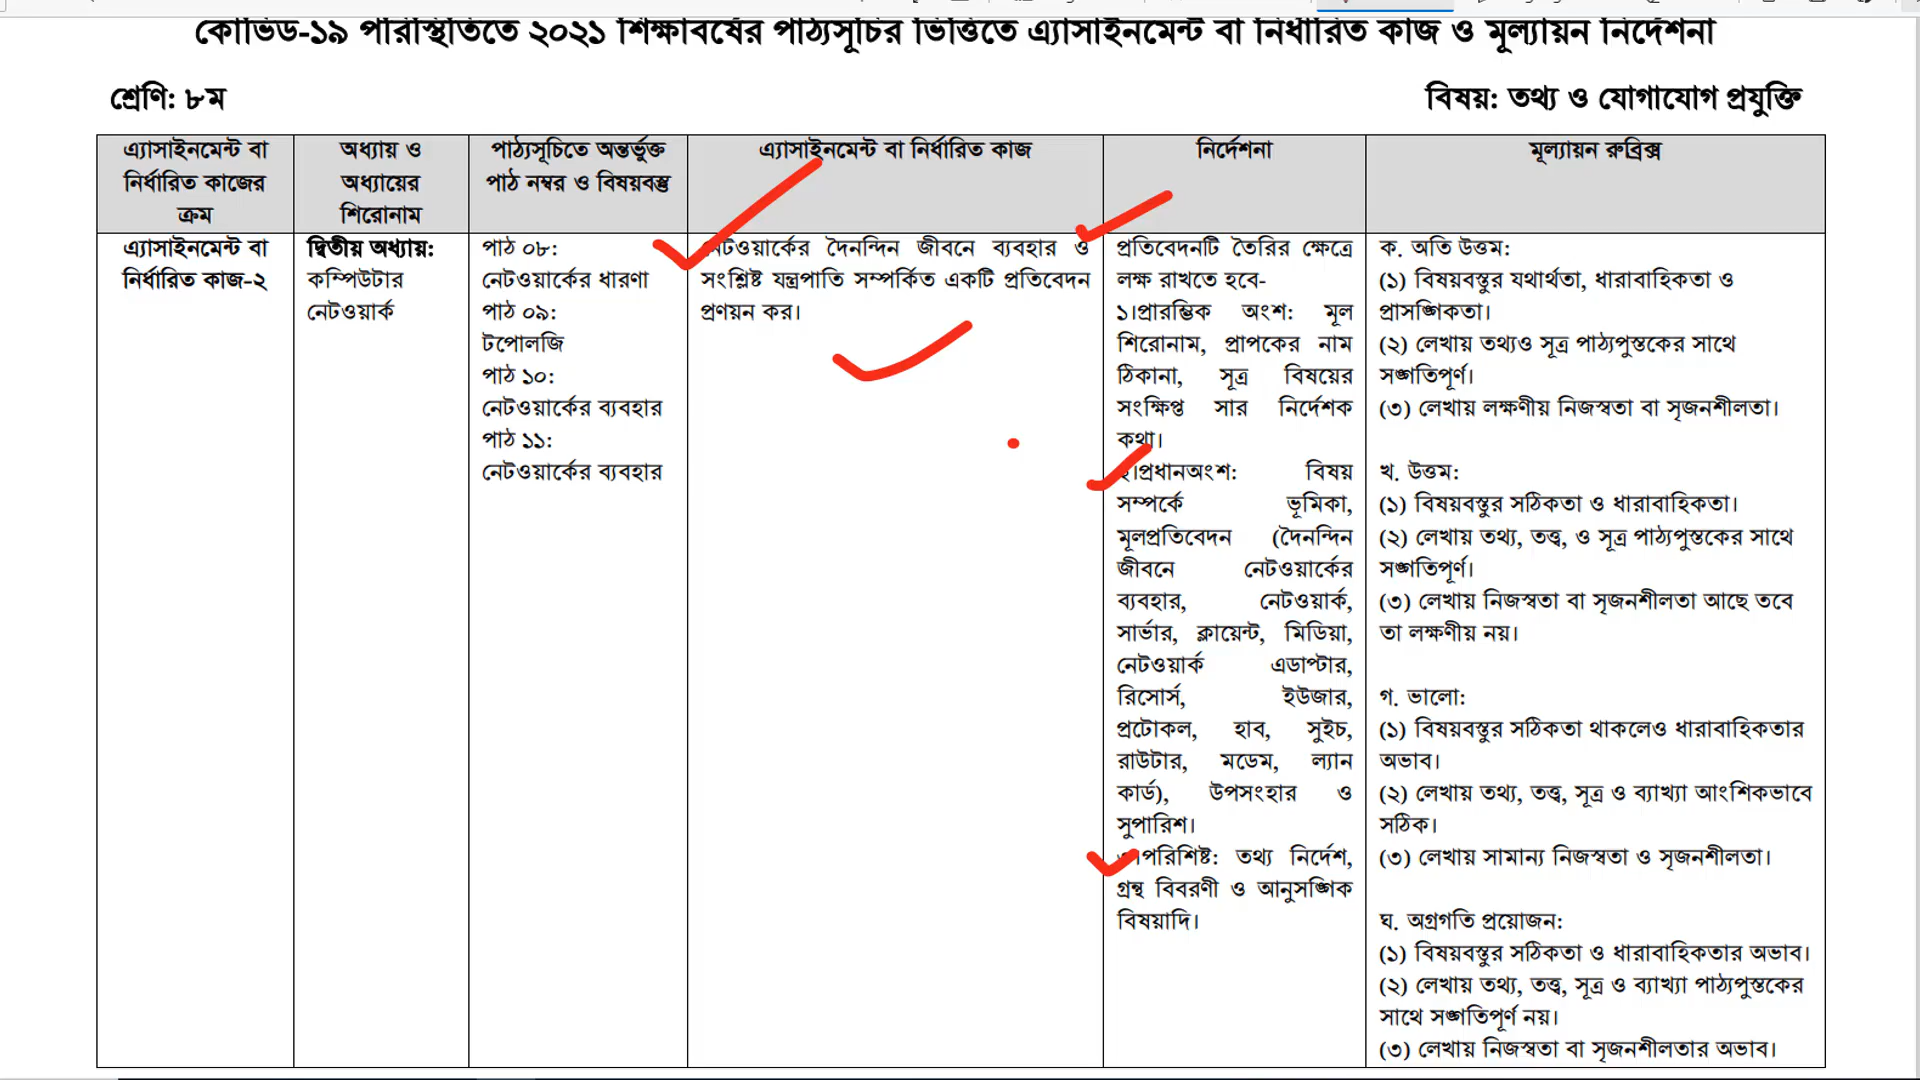 কোভিড-১৯ পরিস্থিতিতে ২০২১ শিক্ষাবর্ষের পাঠ্যসূচির ভিত্তিতে এ্যাসাইনমেন্ট বা নির্ধারিত কাজ ও মূল্যায়ন নির্দেশনা
শ্রেণি: ৮ম
বিষয়: তথ্য ও যোগাযোগ প্রযুক্তি
এ্যাসাইনমেন্ট বা
নির্ধারিত কাজের
ক্রম
অধ্যায় ও
অধ্যায়ের
শিরোনাম
পাঠ্যসূচিতে অন্তর্ভুক্ত
পাঠ নম্বর ও বিষয়বস্তু
এ্যাসাইনমেন্ট বা নির্ধারিত কাজ
নির্দেশনা
মূল্যায়ন রুব্রিক্স
এ্যাসাইনমেন্ট বা
নির্ধারিত কাজ-২
দ্বিতীয় অধ্যায়:
কম্পিউটার
নেটওয়ার্ক
পাঠ ০৮:
নেটওয়ার্কের ধারণা
পাঠ ০৯:
টপোলজি
পাঠ ১০:
নেটওয়ার্কের ব্যবহার
পাঠ ১১:
নেটওয়ার্কের ব্যবহার
নেটওয়ার্কের দৈনন্দিন জীবনে ব্যবহার ও
সংশ্লিষ্ট যন্ত্রপাতি সম্পর্কিত একটি প্রতিবেদন
প্রণয়ন কর।
প্রতিবেদনটি তৈরির ক্ষেত্রে
লক্ষ রাখতে হবে-
১।প্রারম্ভিক অংশ: মূল
শিরোনাম, প্রাপকের নাম
ঠিকানা, সূত্র বিষয়ের
সংক্ষিপ্ত সার নির্দেশক
কথা।
২।প্রধানঅংশ: বিষয়
সম্পর্কে ভূমিকা,
মূলপ্রতিবেদন (দৈনন্দিন
জীবনে নেটওয়ার্কের
ব্যবহার, নেটওয়ার্ক,
সার্ভার, ক্লায়েন্ট, মিডিয়া,
নেটওয়ার্ক এডাপ্টার,
রিসোর্স, ইউজার,
প্রটোকল, হাব, সুইচ,
রাউটার, মডেম, ল্যান
কার্ড), উপসংহার ও
সুপারিশ।
৩।পরিশিষ্ট: তথ্য নির্দেশ,
গ্রন্থ বিবরণী ও আনুসঙ্গিক
বিষয়াদি।
ক. অতি উত্তম:
(১) বিষয়বস্তুর যথার্থতা, ধারাবাহিকতা ও
প্রাসঙ্গিকতা।
(২) লেখায় তথ্যও সূত্র পাঠ্যপুস্তকের সাথে
সঙ্গতিপূর্ণ।
(৩) লেখায় লক্ষণীয় নিজস্বতা বা সৃজনশীলতা।
খ. উত্তম:
(১) বিষয়বস্তুর সঠিকতা ও ধারাবাহিকতা।
(২) লেখায় তথ্য, তত্ত্ব, ও সূত্র পাঠ্যপুস্তকের সাথে
সঙ্গতিপূর্ণ।
(৩) লেখায় নিজস্বতা বা সৃজনশীলতা আছে তবে
তা লক্ষণীয় নয়।
গ. ভালো:
(১) বিষয়বস্তুর সঠিকতা থাকলেও ধারাবাহিকতার
অভাব।
(২) লেখায় তথ্য, তত্ত্ব, সূত্র ও ব্যাখ্যা আংশিকভাবে
সঠিক।
(৩) লেখায় সামান্য নিজস্বতা ও সৃজনশীলতা।
ঘ. অগ্রগতি প্রয়োজন:
(১) বিষয়বস্তুর সঠিকতা ও ধারাবাহিকতার অভাব।
(২) লেখায় তথ্য, তত্ত্ব, সূত্র ও ব্যাখ্যা পাঠ্যপুস্তকের
সাথে সঙ্গতিপূর্ণ নয়।
(৩) লেখায় নিজস্বতা বা সৃজনশীলতার অভাব।